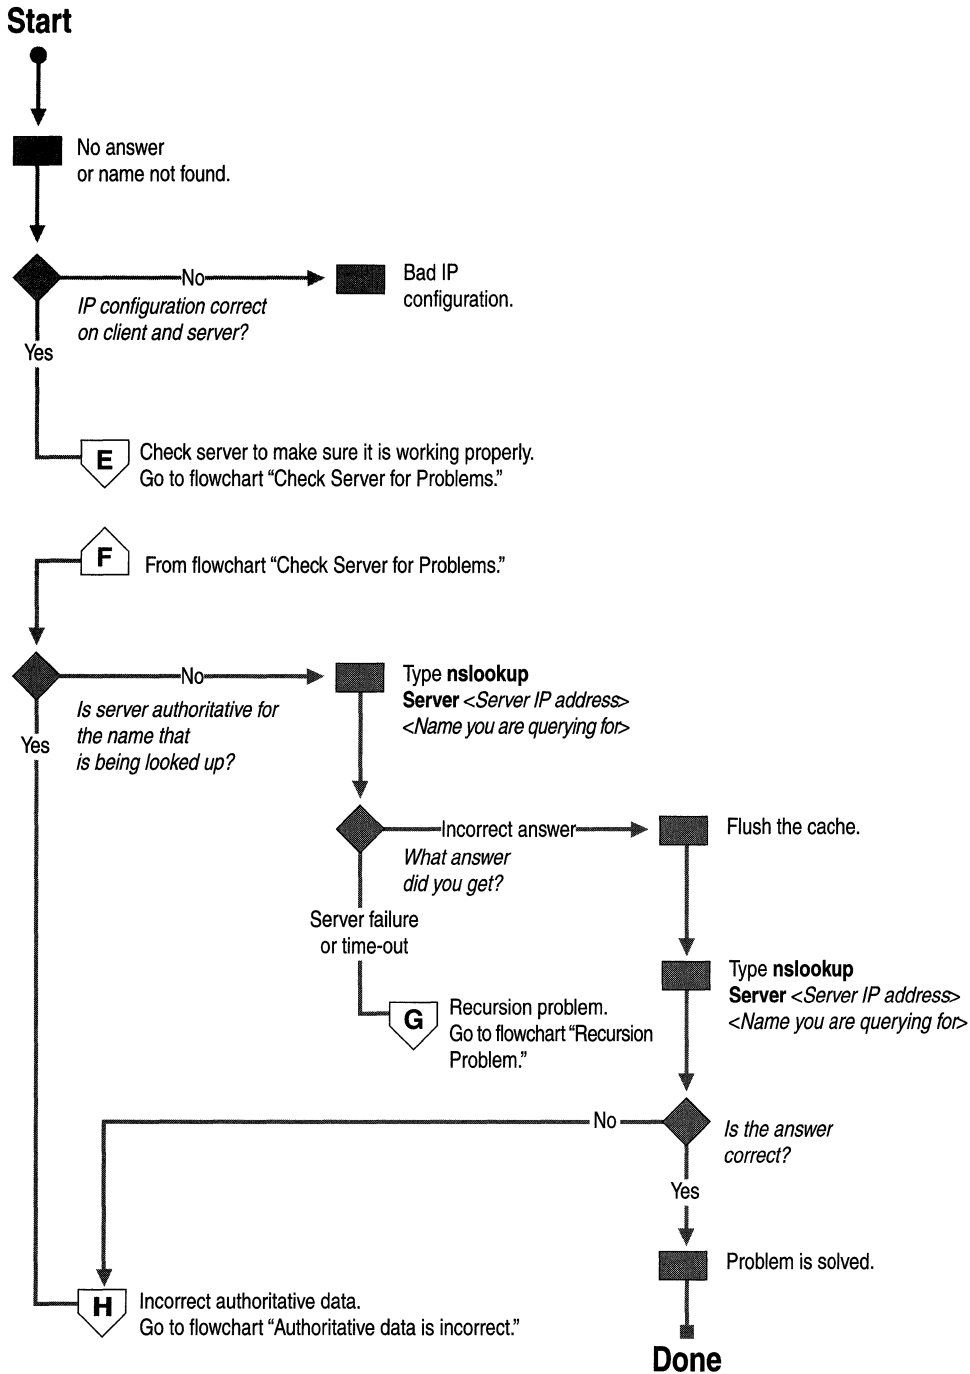 Start
No answer
or name not found.
No
Bad IP
configuration.
IP configuration correct
on client and server?
Yes
E
Check server to make sure it is working properly.
Go to flowchart “Check Server for Problems.”
F
From flowchart “Check Server for Problems.”
No
Type nslookup
Server <Server IP address>
<Name you are querying for>
Is server authoritative for
the name that
is being looked up?
Yes
Incorrect answer
Flush the cache.
What answer
did you get?
Server failure
or time-out
Type nslookup
Server <Server IP address>
<Name you are querying for>
G
Recursion problem.
Go to flowchart “Recursion
Problem.”
No
Is the answer
correct?
Yes
Problem is solved.
H
Incorrect authoritative data.
Go to flowchart “Authoritative data is incorrect.”
Done